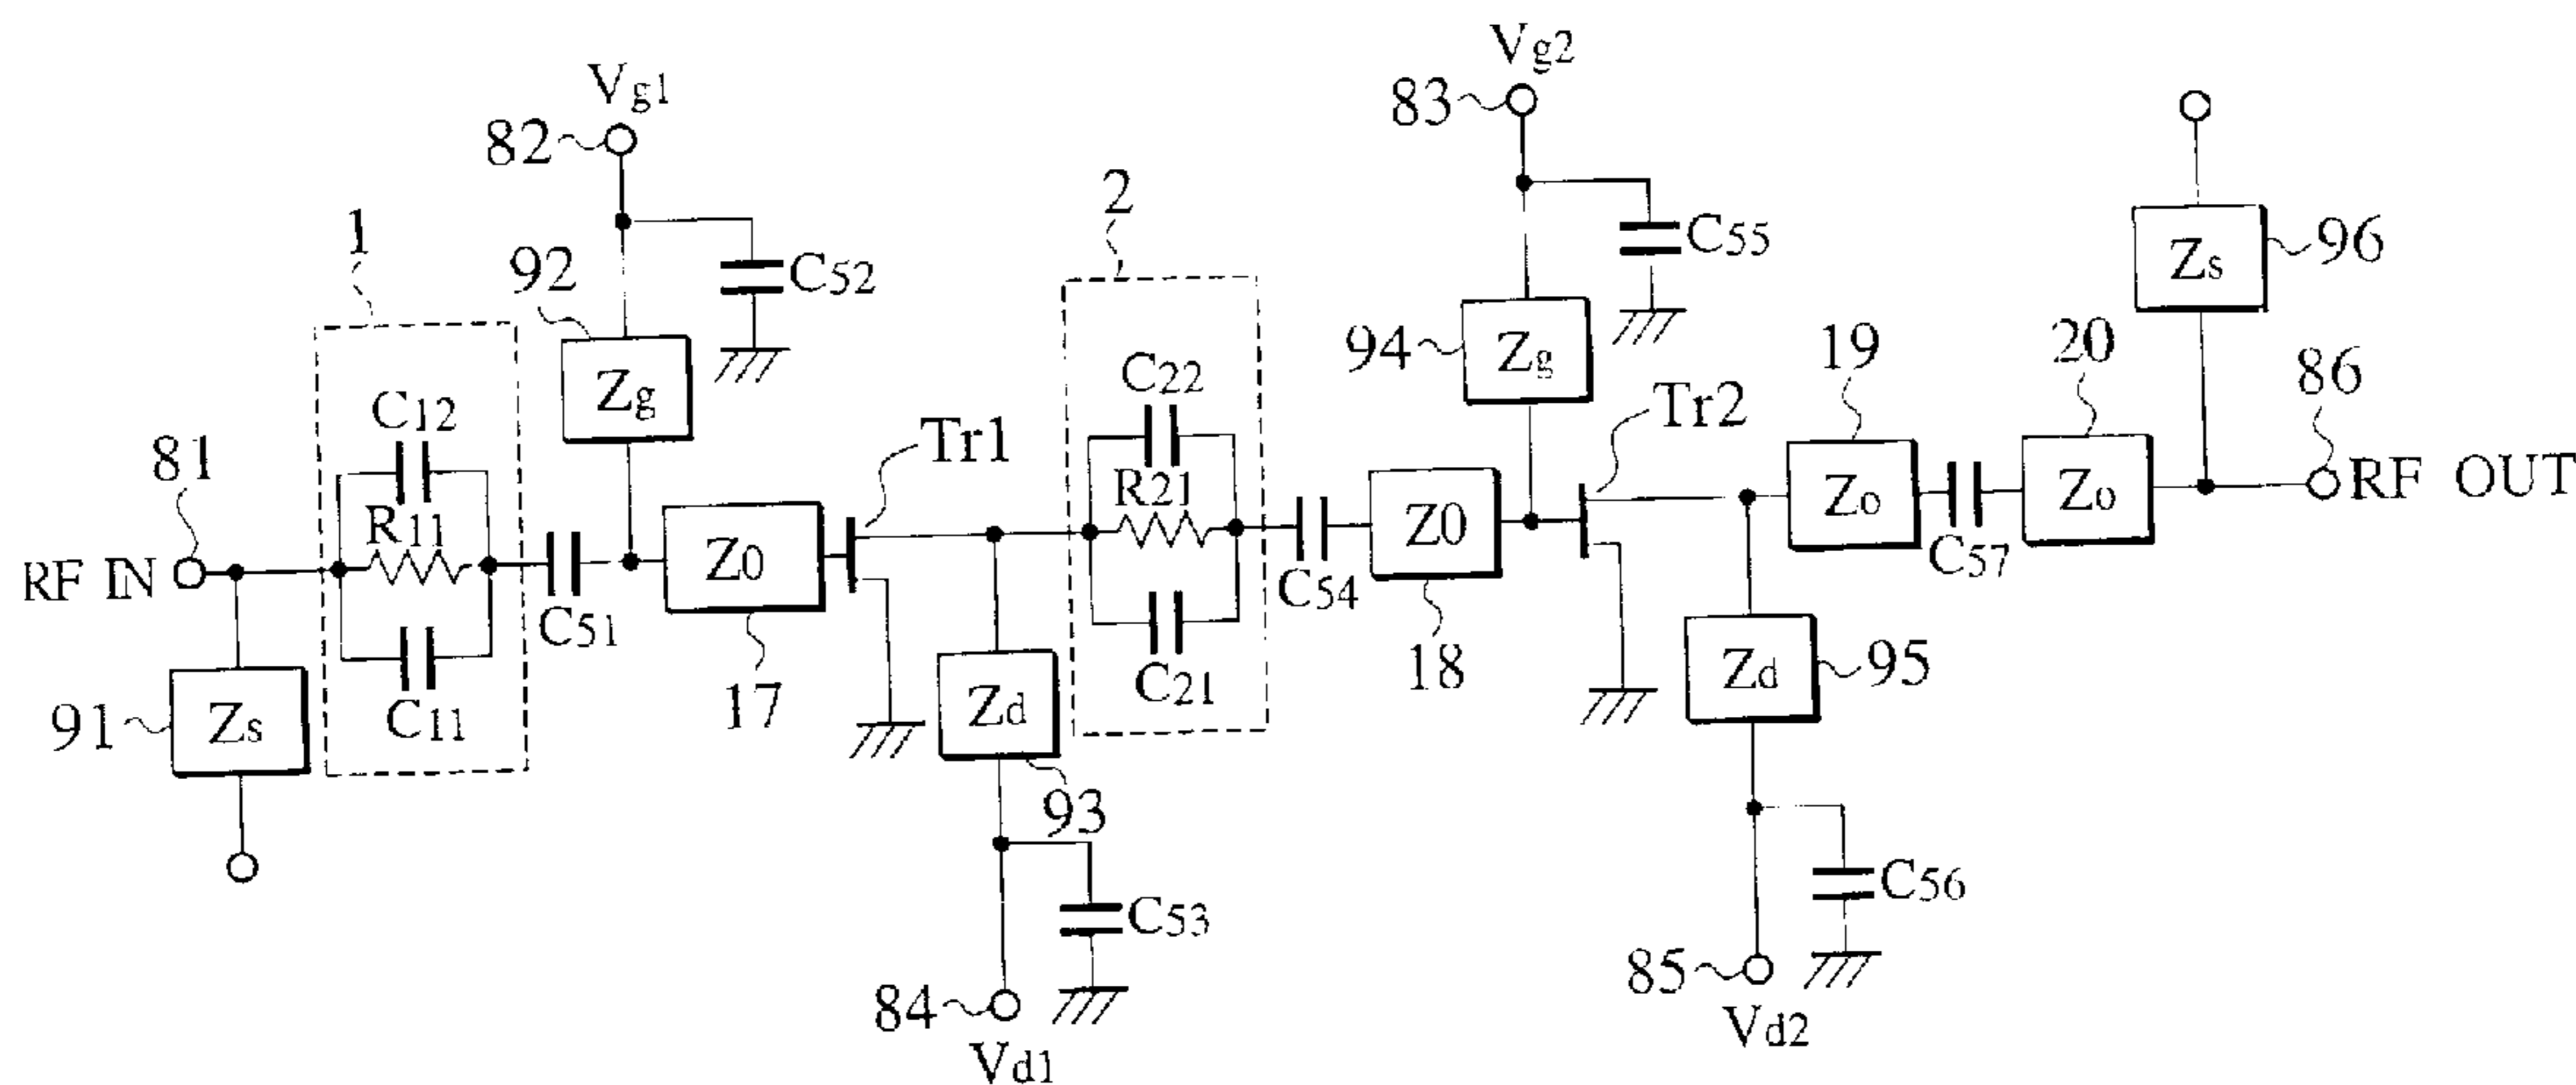 Vg2
83
Vg1
82
C55
2
1
96
Zs
92
C52
94
Zg
19
20
86
C22
Tr2
Zg
C12
Tr1
81
R21
Zo
Zo
RF OUT
R11
Z0
Z0
C57
RF IN
C54
C51
18
Zd
95
17
C21
Zd
91
Zs
C11
93
C56
C53
85
84
Vd2
Vd1